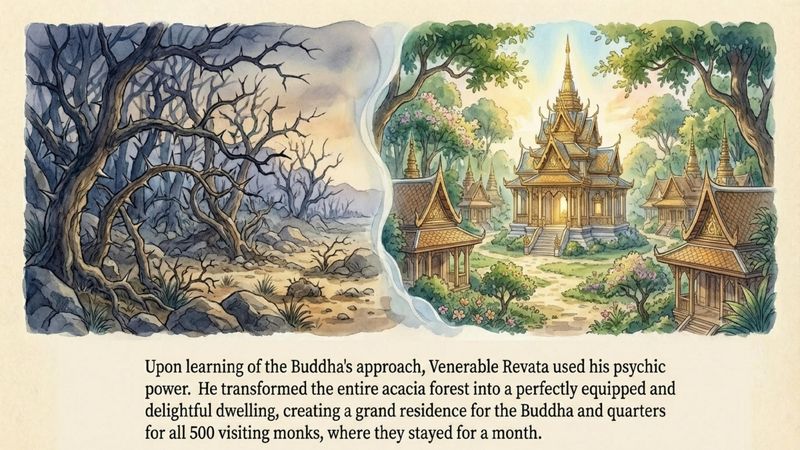 Upon learning of the Buddha's approach, Venerable Revata used his psychic
power.  He transformed the entire acacia forest into a perfectly equipped and
delightful dwelling, creating a grand residence for the Buddha and quarters
for all 500 visiting monks, where they stayed for a month.